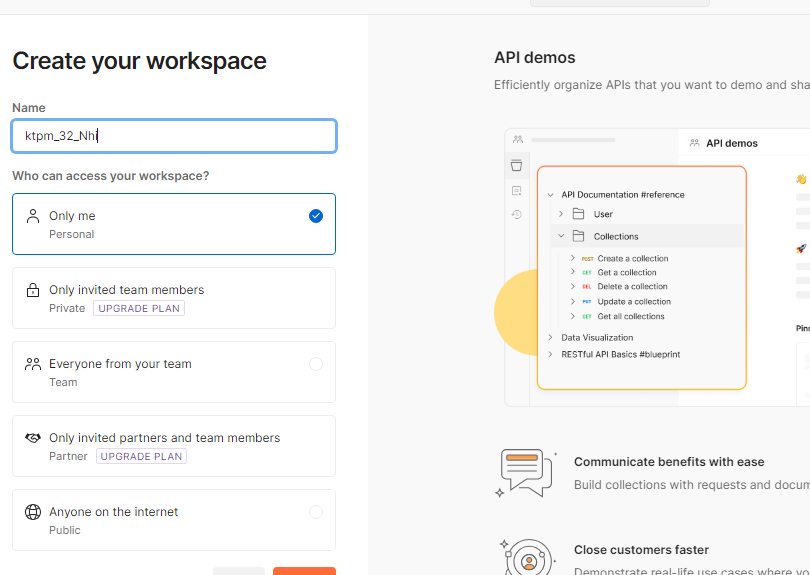 Create your workspace
Name
ktpm_32_Nhi
Who can access your workspace?
Only me
Personal
Only invited team members
Private UPGRADE PLAN
Everyone from your team
Team
Only invited partners and team members
Partner UPGRADE PLAN
Anyone on the internet
Public
API demos
Efficiently organize APIs that you want to demo and
API demos
API Documentation #reference
User
Collections
POST Create a collection
GET Get a collection
DEL Delete a collection
PUT Update a collection
GET Get all collections
Data Visualization
RESTful API Basics #blueprint
Communicate benefits with ease
Build collections with requests and
Close customers faster
Demonstrate real-life use cases where